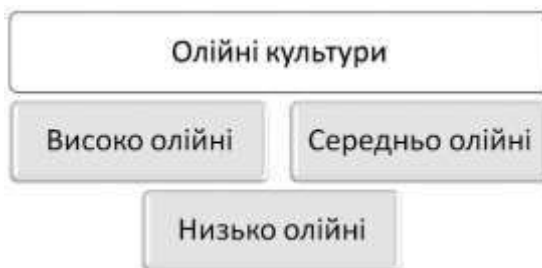 Олійні культури
Високо олійні
Середньо олійні
Низько олійні